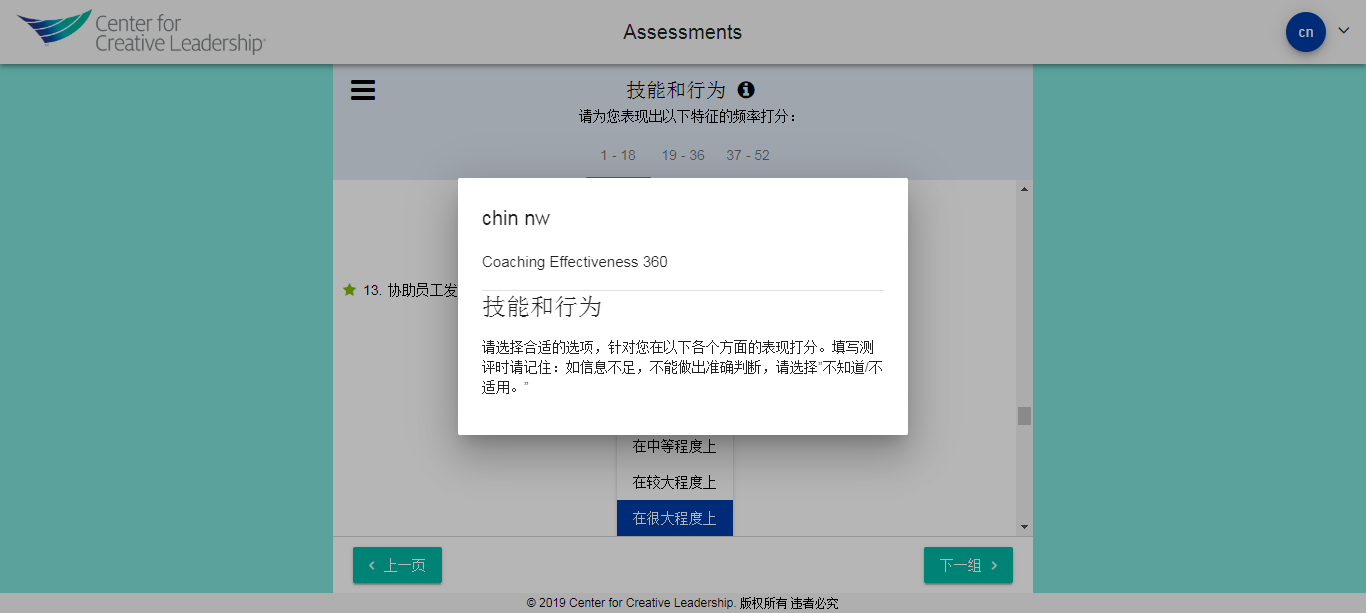 Center for
Creative Leadership®
Assessments
cn
技能和行为
请为您表现出以下特征的频率打分：
1 - 18 19 - 36 37 - 52
chin nw
Coaching Effectiveness 360
技能和行为
请选择合适的选项，针对您在以下各个方面的表现打分。填写测
评时请记住：如信息不足，不能做出准确判断，请选择"不知道/不
适用。"
13. 协助员工发
在中等程度上
在较大程度上
在很大程度上
上一页
下一组
© 2019 Center for Creative Leadership. 版权所有 违者必究